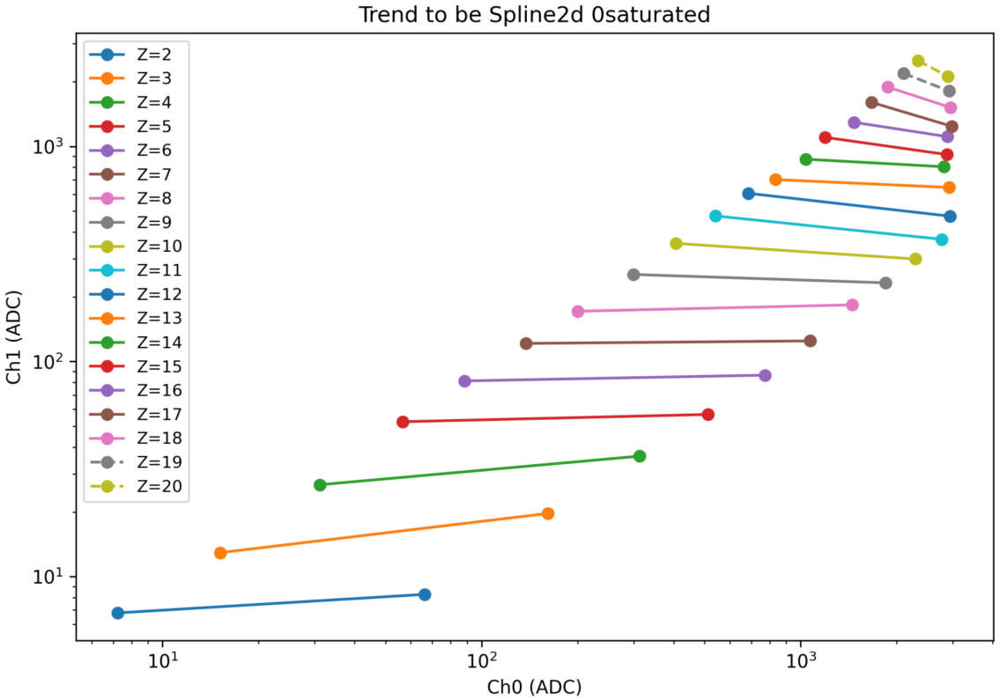 Trend to be Spline2d 0saturated
Z=2
Z=3
Z=4
Z=5
Z=6
Z=7
Z=8
Z=9
Z=10
Z=11
Z=12
Z=13
Z=14
Z=15
Z=16
Z=17
Z=18
Z=19
Z=20
10³
10²
10¹
Ch1 (ADC)
10¹ 10² 10³
Ch0 (ADC)